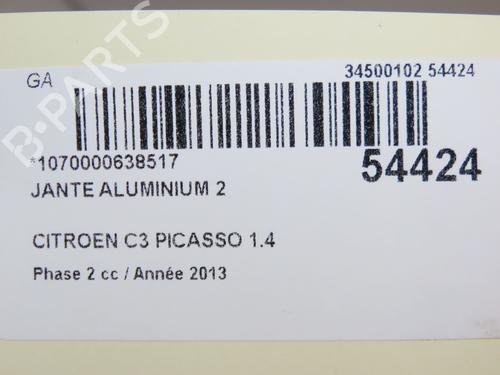 GA
34500102 54424
*1070000638517
54424
JANTE ALUMINIUM 2
CITROEN C3 PICASSO 1.4
Phase 2 cc / Année 2013
B-PARTS